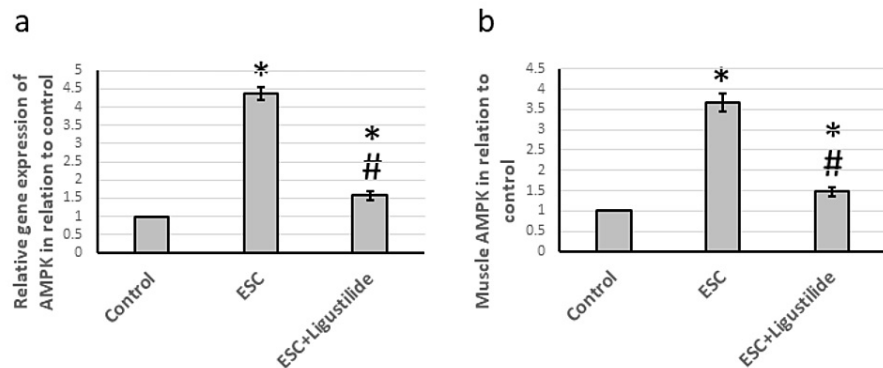 a
Relative gene expression of
AMPK in relation to control
5
4.5
4
3.5
3
2.5
2
1.5
1
0.5
0
*
*
#
Control
ESC
ESC+Ligustilide
b
Muscle AMPK in relation to
control
4.5
4
3.5
3
2.5
2
1.5
1
0.5
0
*
*
#
Control
ESC
ESC+Ligustilide